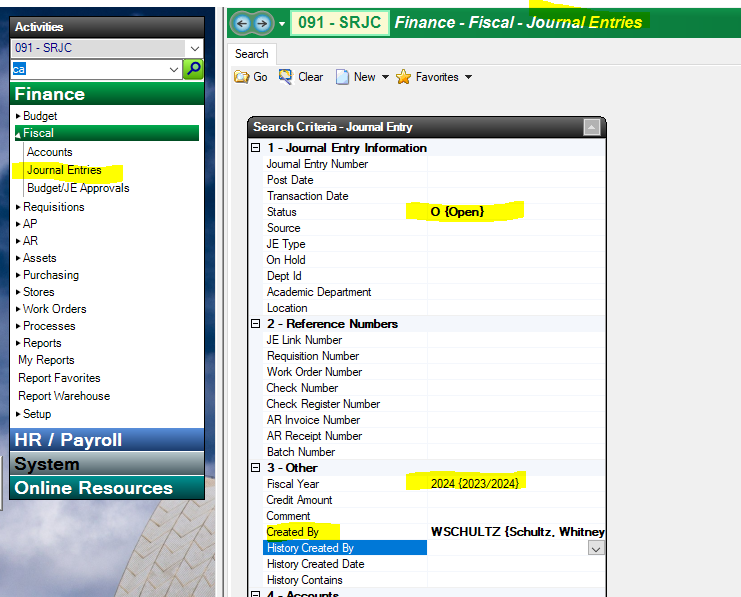 Activities
091 - SRJC
ca
Finance
Budget
Fiscal
Accounts
Journal Entries
Budget/JE Approvals
Requisitions
AP
AR
Assets
Purchasing
Stores
Work Orders
Processes
Reports
My Reports
Report Favorites
Report Warehouse
Setup
HR / Payroll
System
Online Resources
091 - SRJC Finance - Fiscal - Journal Entries
Search
Go Clear New Favorites
Search Criteria - Journal Entry
1 - Journal Entry Information
Journal Entry Number
Post Date
Transaction Date
Status O {Open}
Source
JE Type
On Hold
Dept Id
Academic Department
Location
2 - Reference Numbers
JE Link Number
Requisition Number
Work Order Number
Check Number
Check Register Number
AR Invoice Number
AR Receipt Number
Batch Number
3 - Other
Fiscal Year 2024 {2023/2024}
Credit Amount
Comment
Created By WSCHULTZ {Schultz, Whitney
History Created By
History Created Date
History Contains
4 - Accounts